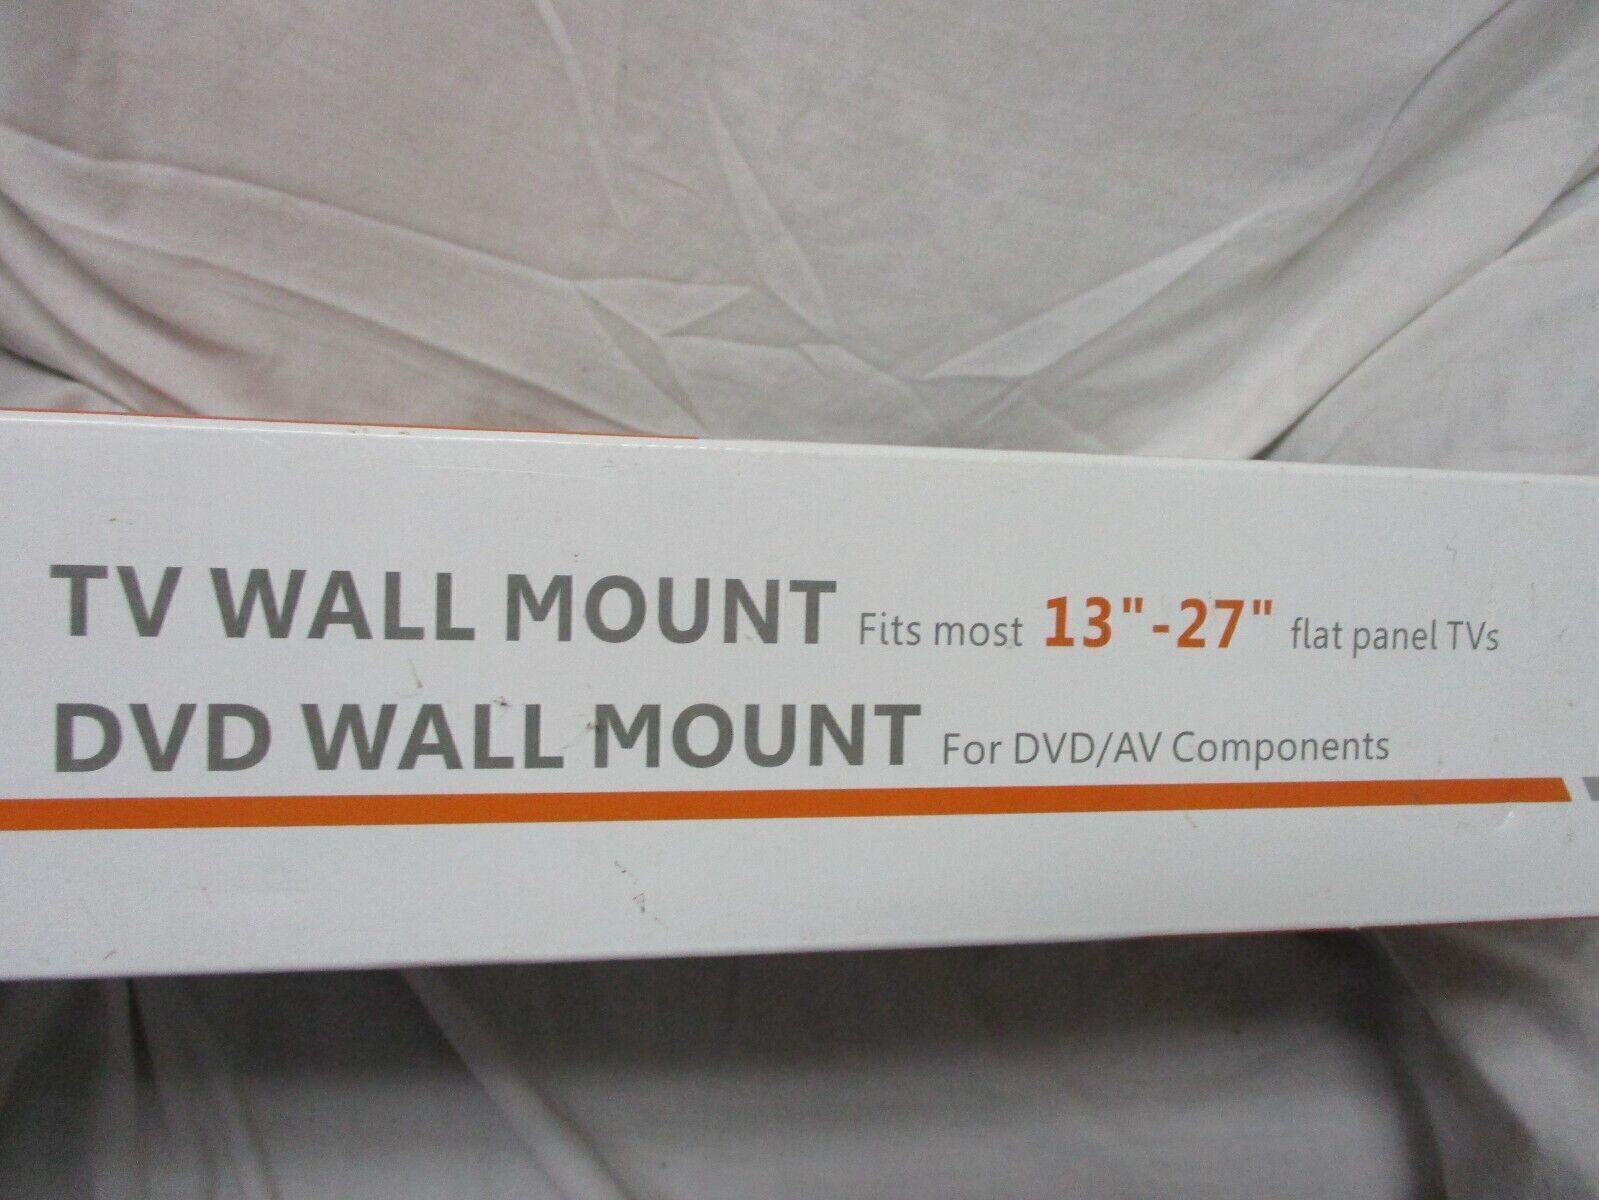 TV WALL MOUNT Fits most 13"-27" flat panel TVs
DVD WALL MOUNT For DVD/AV Components